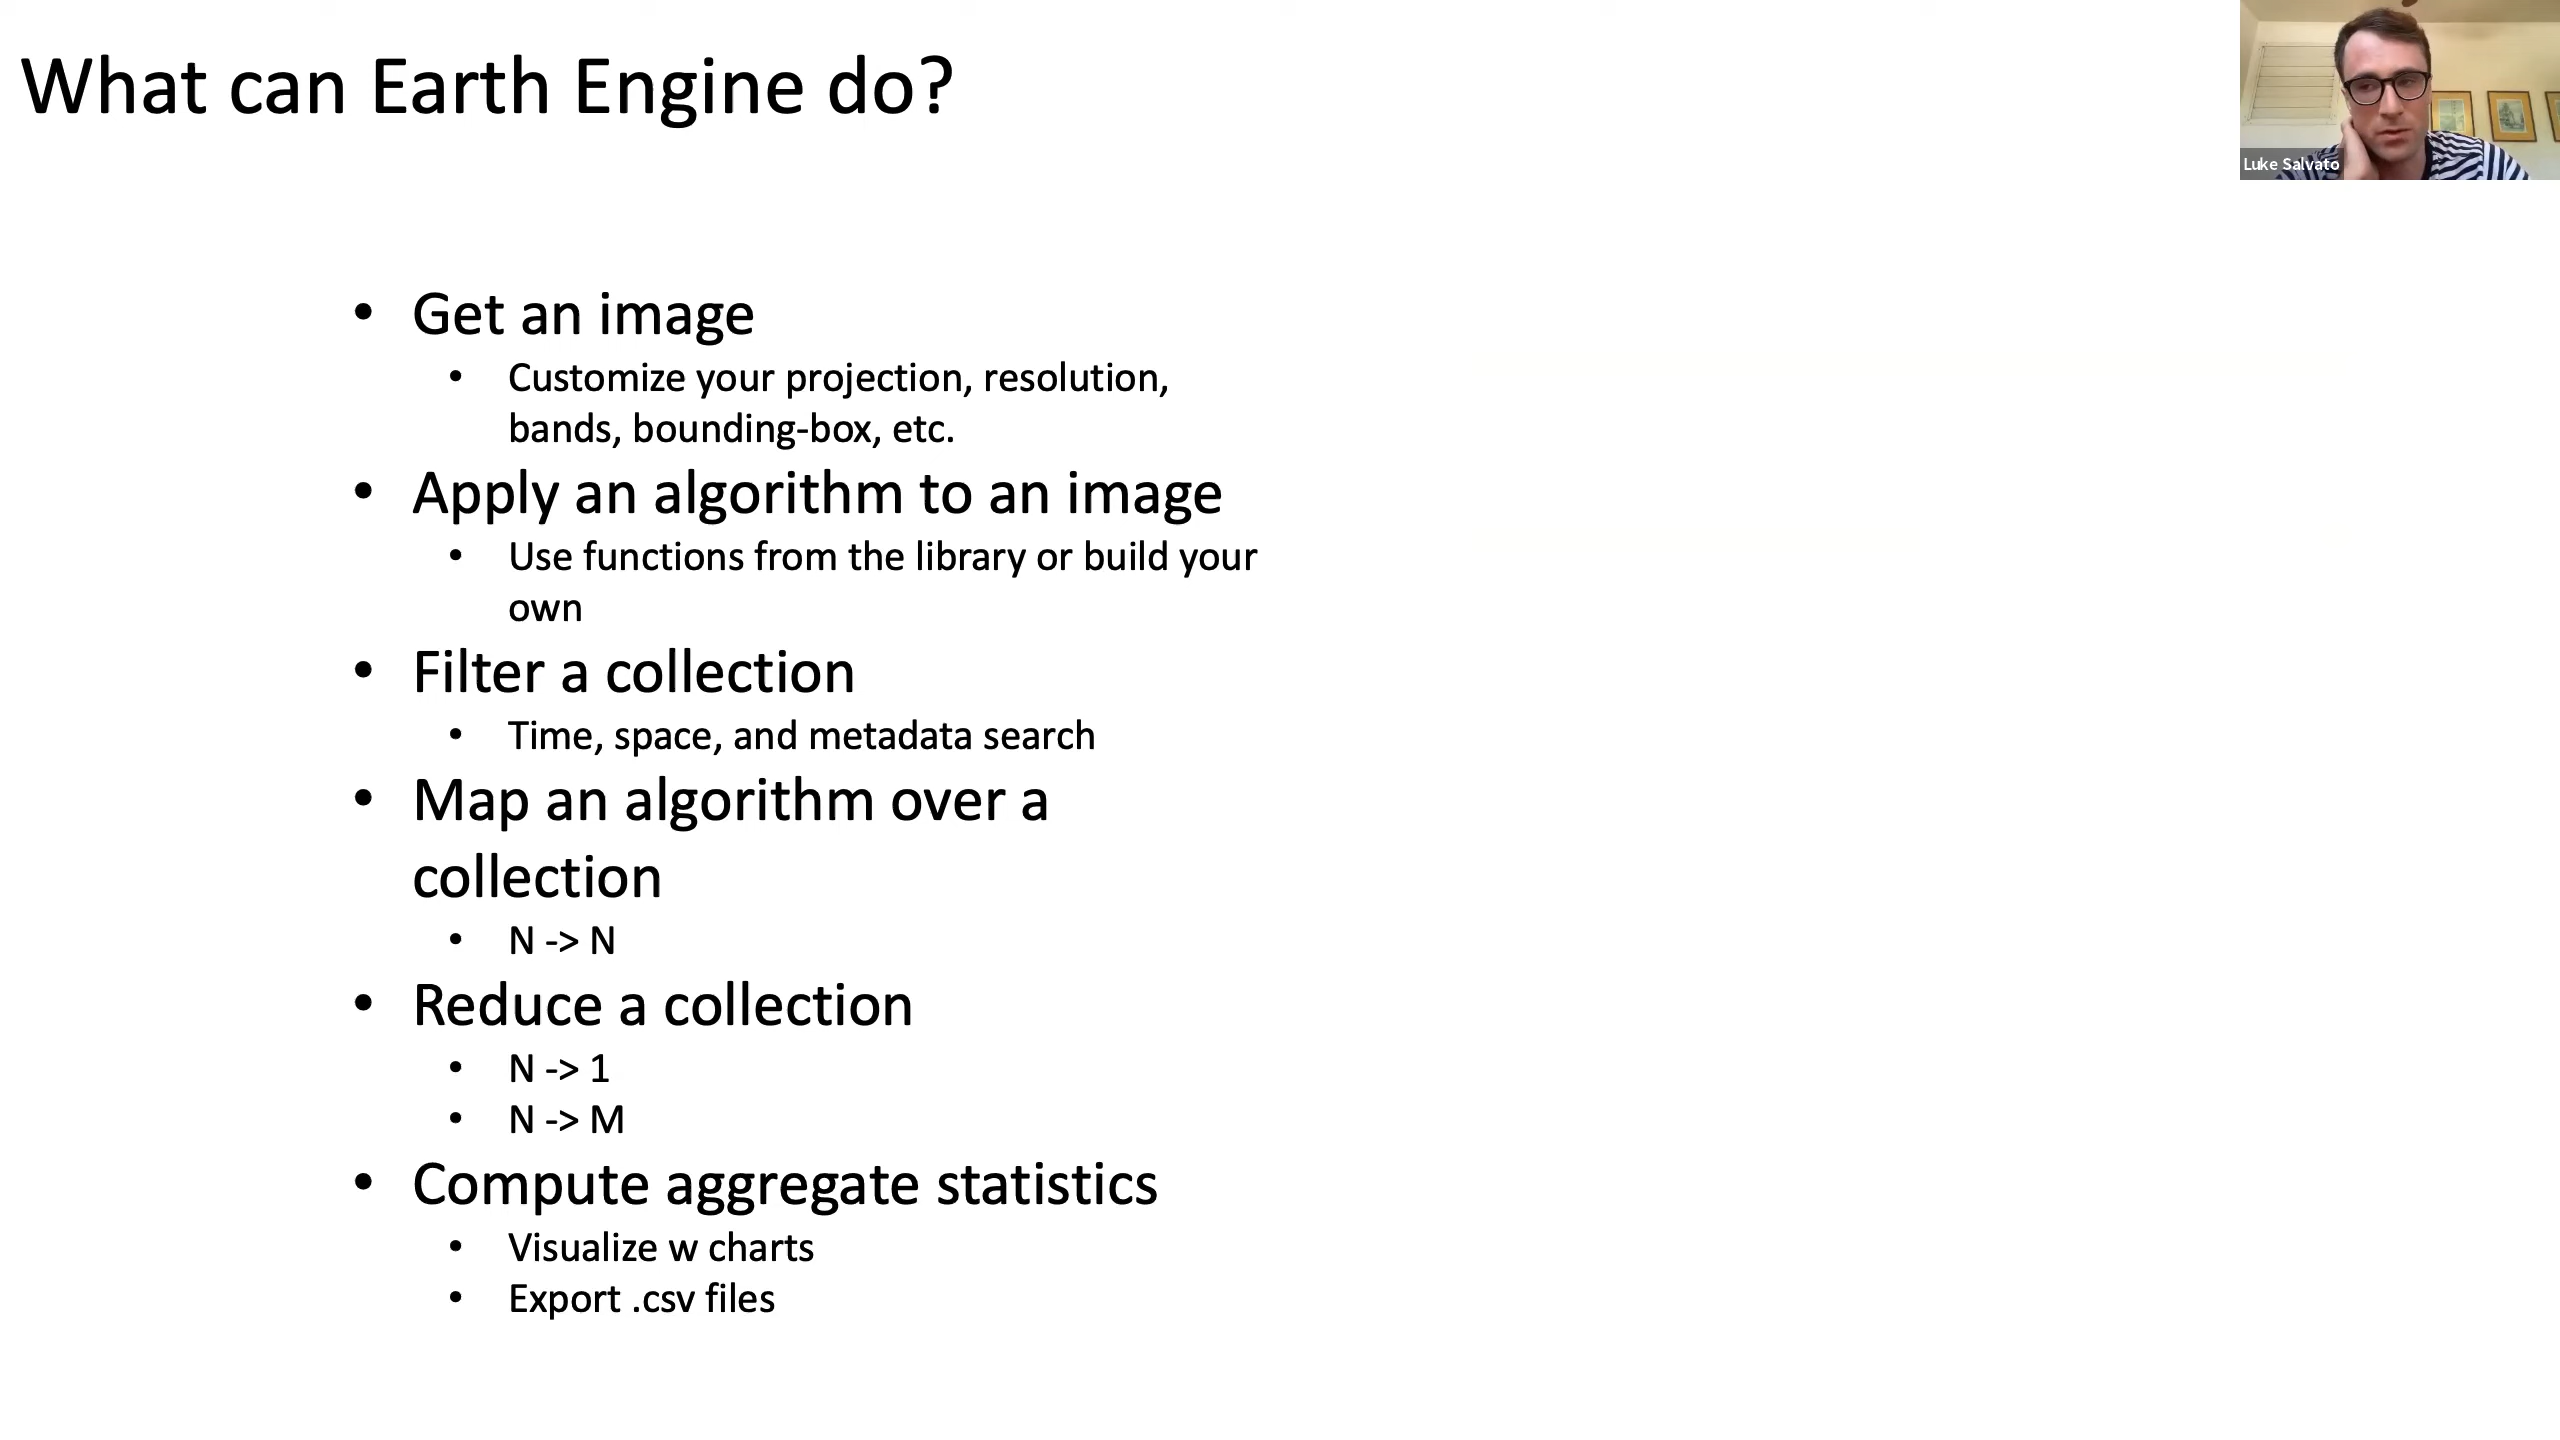 What can Earth Engine do?
Luke Salvato
• Get an image
• Customize your projection, resolution,
bands, bounding-box, etc.
• Apply an algorithm to an image
• Use functions from the library or build your
own
• Filter a collection
• Time, space, and metadata search
• Map an algorithm over a
collection
• N -> N
• Reduce a collection
• N -> 1
• N -> M
• Compute aggregate statistics
• Visualize w charts
• Export .csv files